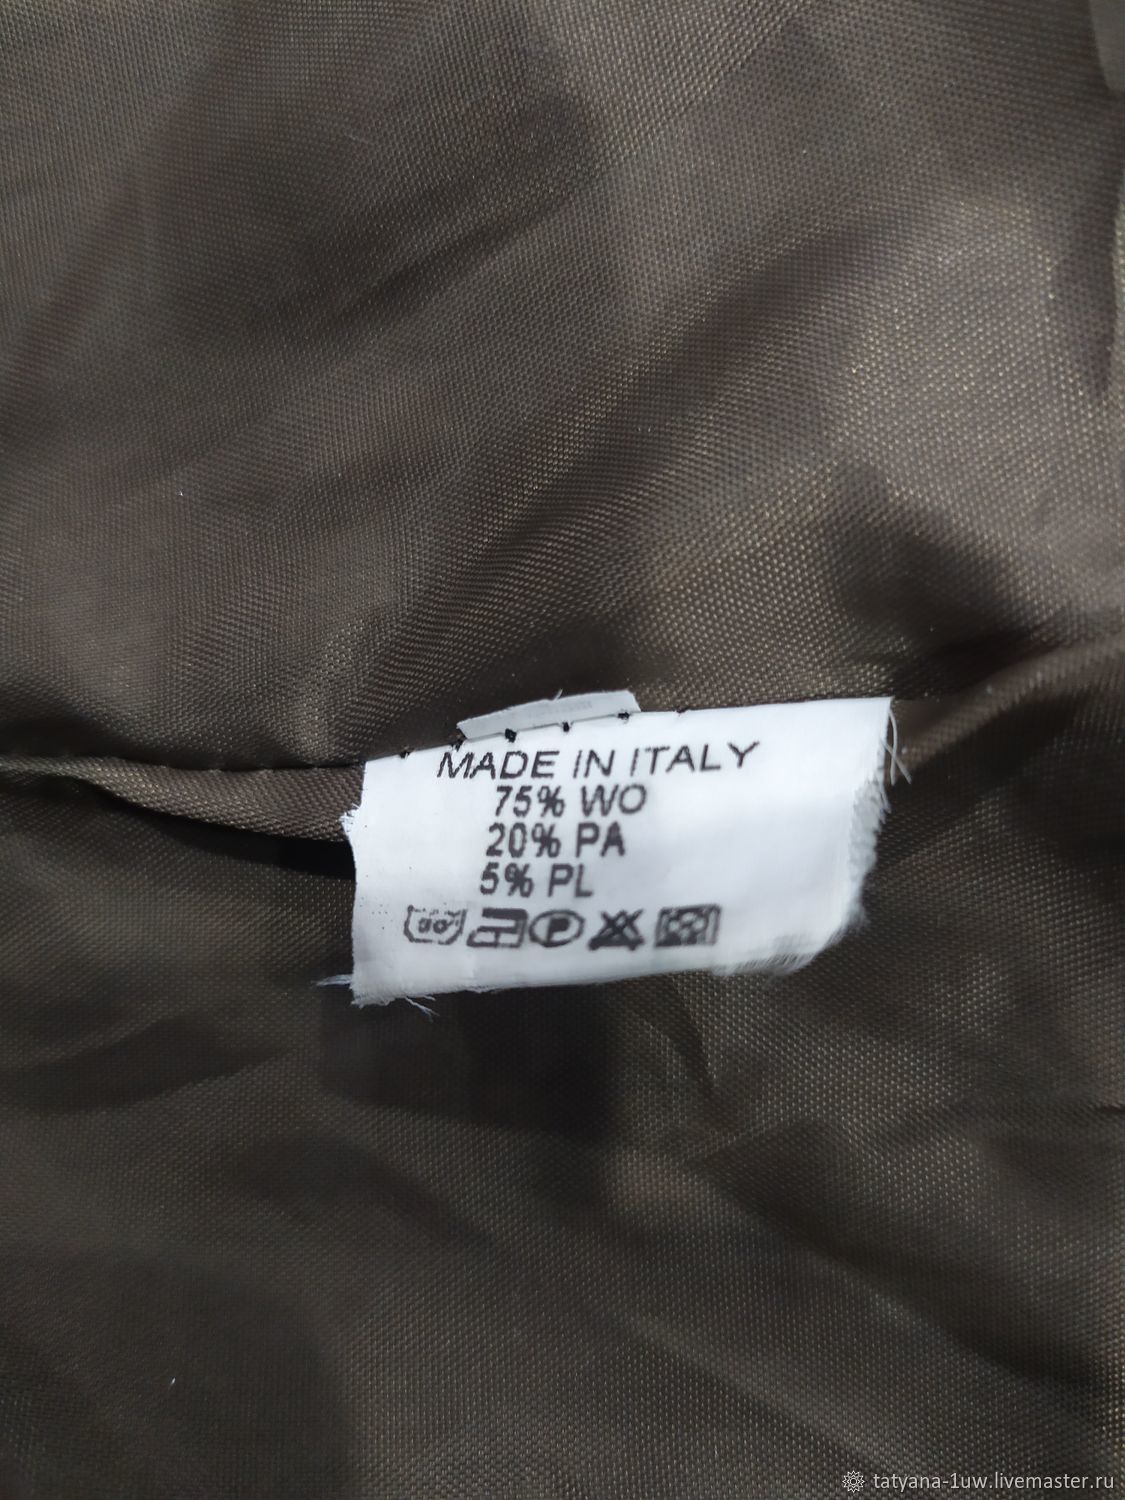 MADE IN ITALY
75% WO
20% PA
5% PL
P
tatyana-1uw.livemaster.ru